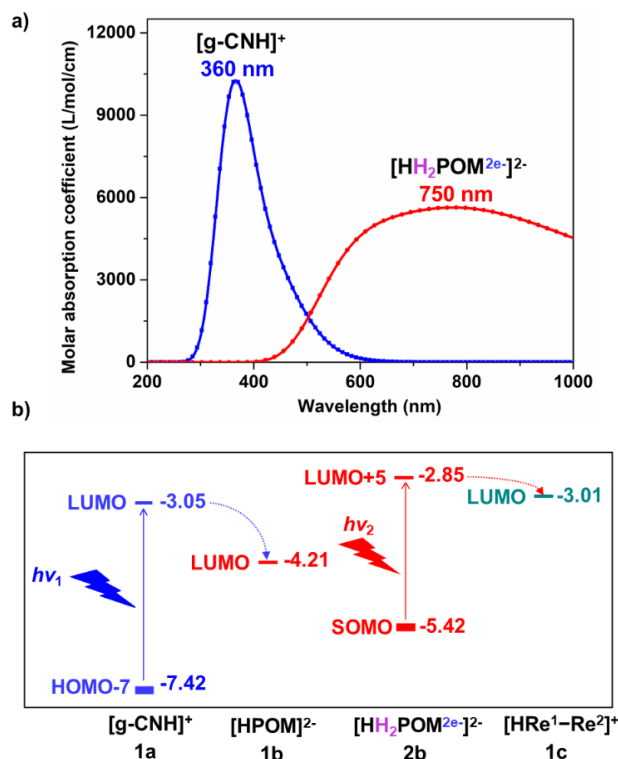 a)
12000
9000
6000
3000
0
Molar absorption coefficient (L/mol/cm)
[g-CNH]⁺
360 nm
[HH₂POM²ᵉ⁻]²⁻
750 nm
200 400 600 800 1000
Wavelength (nm)
b)
LUMO -3.05
LUMO+5 -2.85
LUMO -3.01
hv₁
LUMO -4.21
hv₂
SOMO -5.42
HOMO-7 -7.42
[g-CNH]⁺ [HPOM]²⁻ [HH₂POM²ᵉ⁻]²⁻ [HRe¹–Re²]⁺
1a 1b 2b 1c